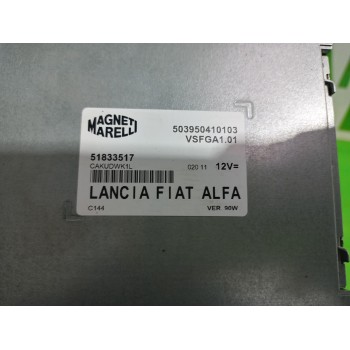 MAGNETI
MARELLI
503950410103
VSFGA1.01
51833517
CAKUDWK1L
020 11 12V=
LANCIA FIAT ALFA
C144 VER. 90W